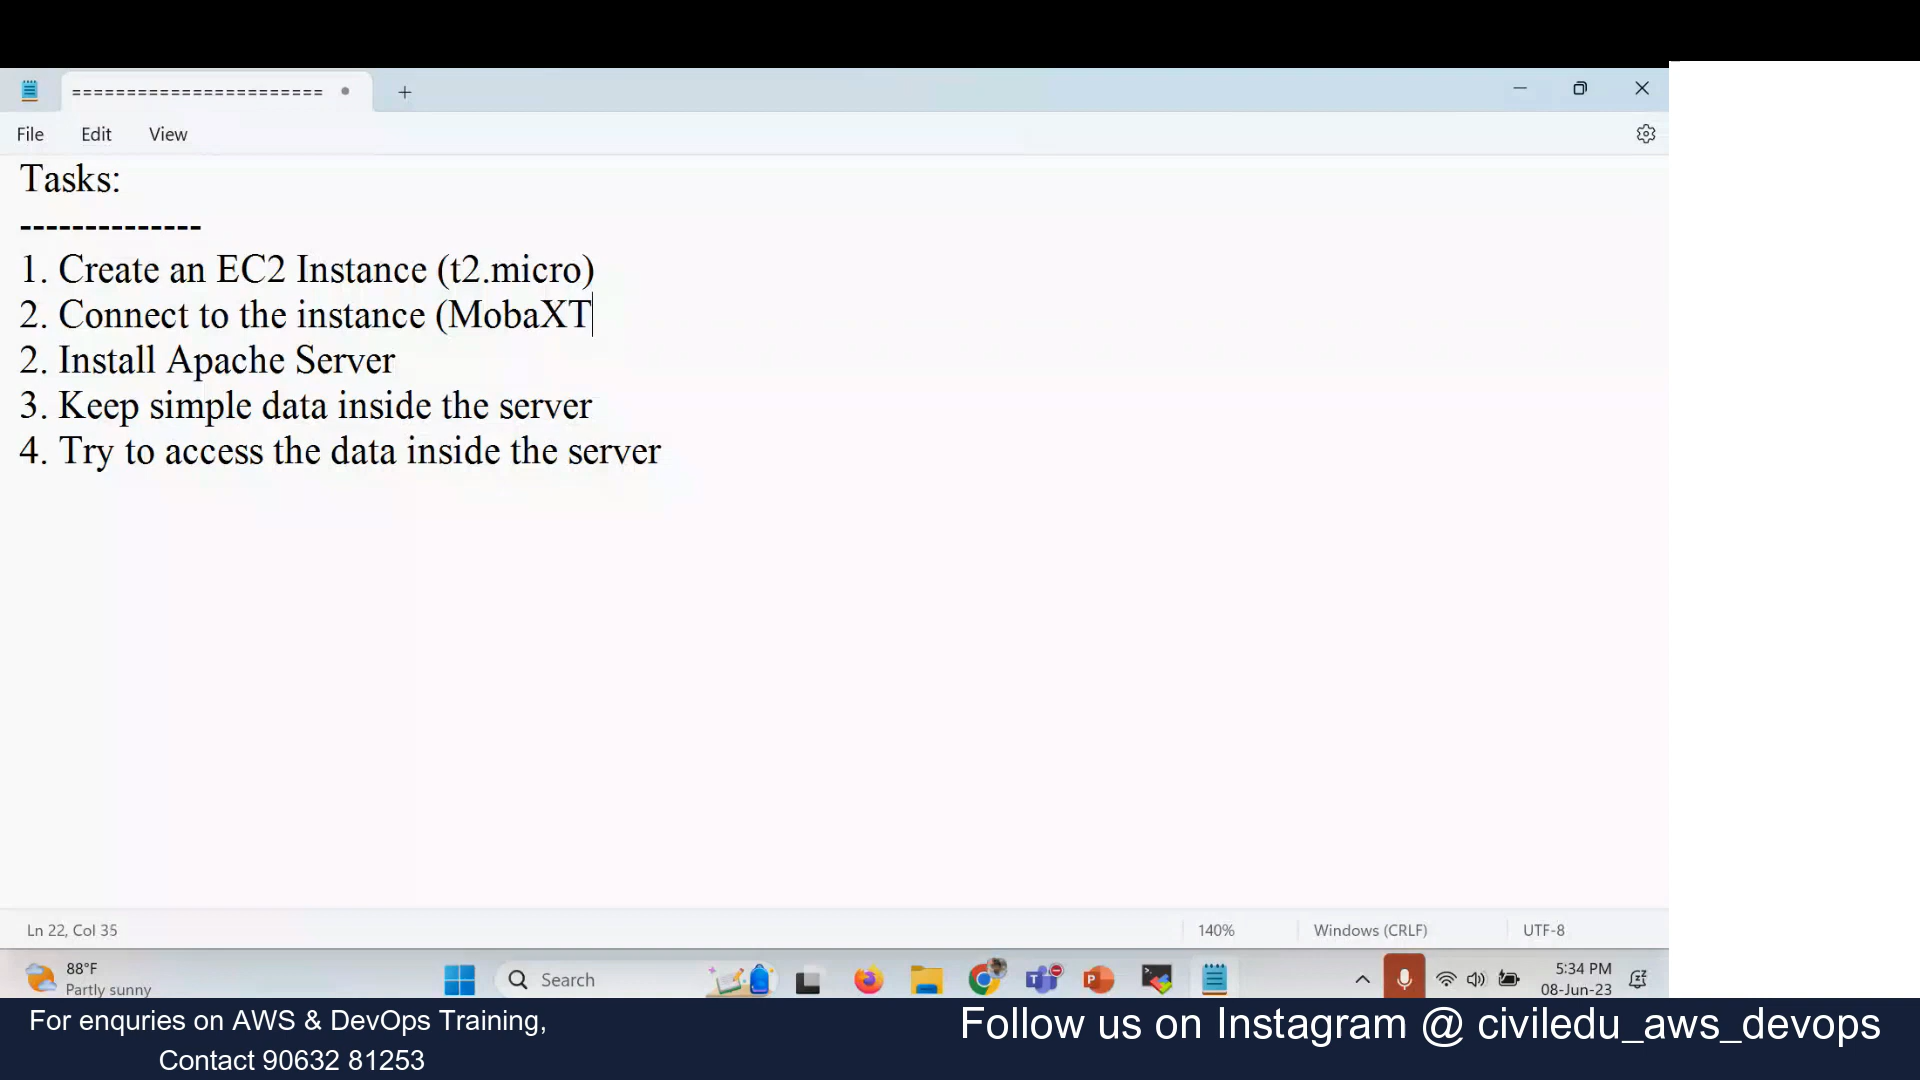 =======================
File Edit View
Tasks:
--------------
1. Create an EC2 Instance (t2.micro)
2. Connect to the instance (MobaXT
2. Install Apache Server
3. Keep simple data inside the server
4. Try to access the data inside the server
Ln 22, Col 35 140% Windows (CRLF) UTF-8
88°F
Partly sunny
Search
5:34 PM
08-Jun-23
For enquries on AWS & DevOps Training,
Contact 90632 81253
Follow us on Instagram @ civiledu_aws_devops